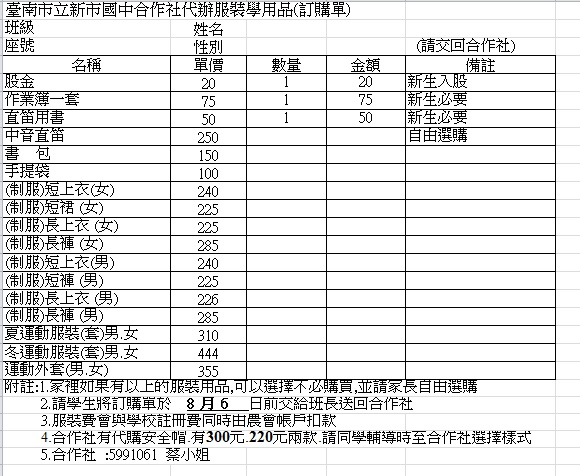 臺南市立新市國中合作社代辦服裝學用品(訂購單)
班級 姓名
座號 性別 (請交回合作社)
名稱 單價 數量 金額 備註
股金 20 1 20 新生入股
作業簿一套 75 1 75 新生必要
直笛用書 50 1 50 新生必要
中音直笛 250 自由選購
書 包 150
手提袋 100
(制服)短上衣(女) 240
(制服)短裙 (女) 225
(制服)長上衣 (女) 225
(制服)長褲 (女) 285
(制服)短上衣(男) 240
(制服)短褲 (男) 225
(制服)長上衣 (男) 226
(制服)長褲 (男) 285
夏運動服裝(套)男.女 310
冬運動服裝(套)男.女 444
運動外套(男.女) 355
附註:1.家裡如果有以上的服裝用品,可以選擇不必購買,並請家長自由選購
2.請學生將訂購單於 8 月 6 日前交給班長送回合作社
3.服裝費會與學校註冊費同時由農會帳戶扣款
4.合作社有代購安全帽.有300元.220元兩款.請同學輔導時至合作社選擇樣式
5.合作社 :5991061 蔡小姐